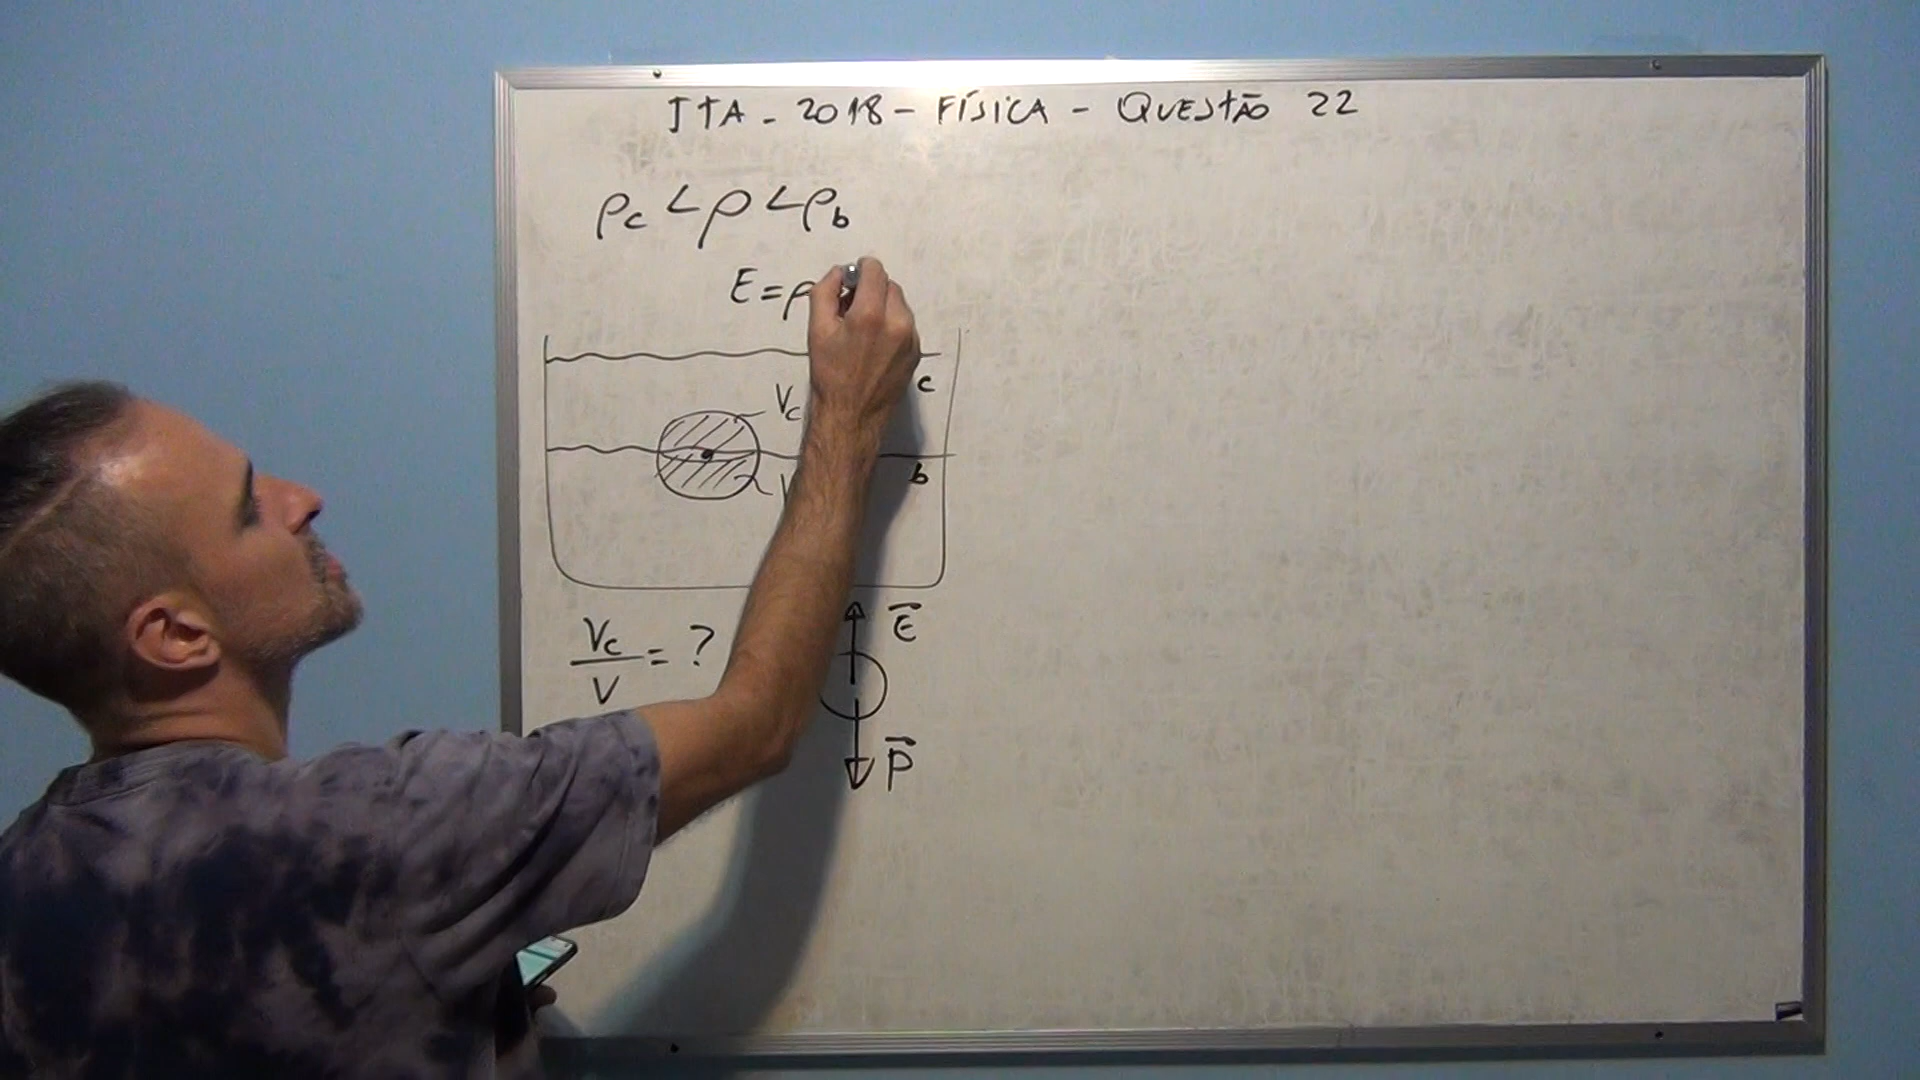 ITA - 2018 - FÍSICA - QUESTÃO 22
ρc < ρ < ρb
E = ρ
c
Vc
b
Vc/V = ?
E
P